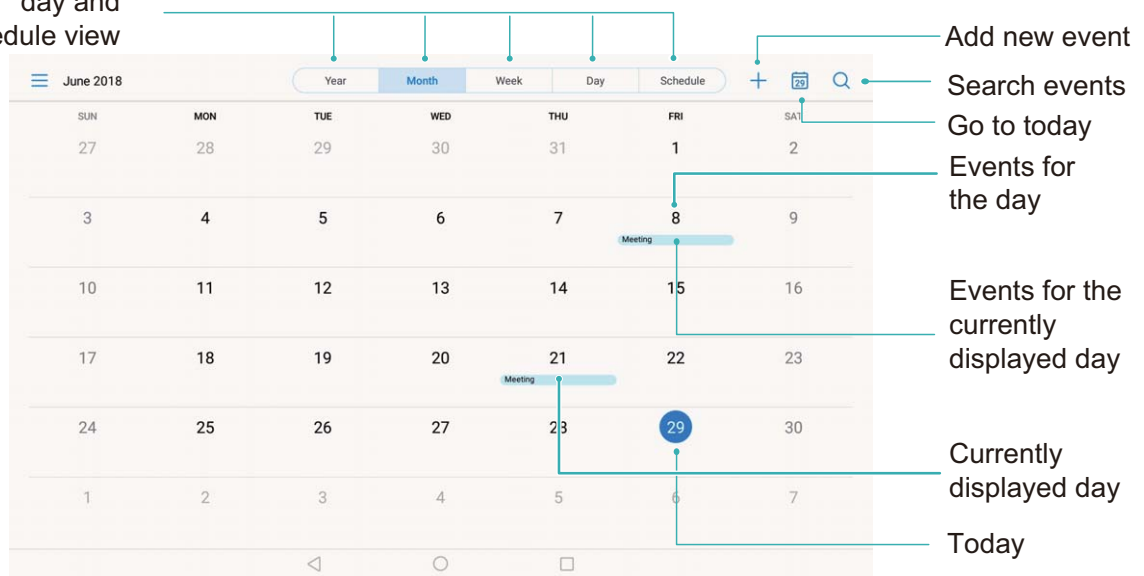 day and
edule view
Add new event
June 2018 Year Month Week Day Schedule 29
Search events
SUN MON TUE WED THU FRI SAT
Go to today
27 28 29 30 31 1 2
Events for
the day
3 4 5 6 7 8 9
Meeting
10 11 12 13 14 15 16
Events for the
currently
displayed day
17 18 19 20 21 22 23
Meeting
24 25 26 27 28 29 30
Currently
displayed day
1 2 3 4 5 6 7
Today